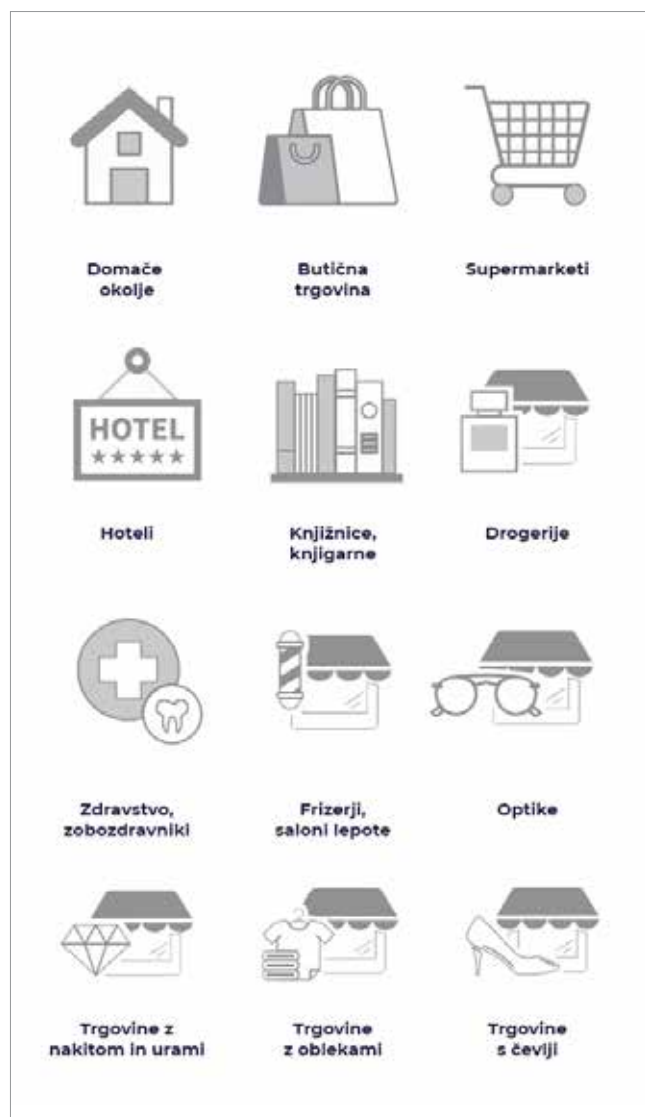 Domače
okolje
Butična
trgovina
Supermarketi
HOTEL
Hoteli
Knjižnice,
knjigarne
Drogerije
Zdravstvo,
zobozdravniki
Frizerji,
saloni lepote
Optike
Trgovine z
nakitom in urami
Trgovine
z oblekami
Trgovine
s čevlji